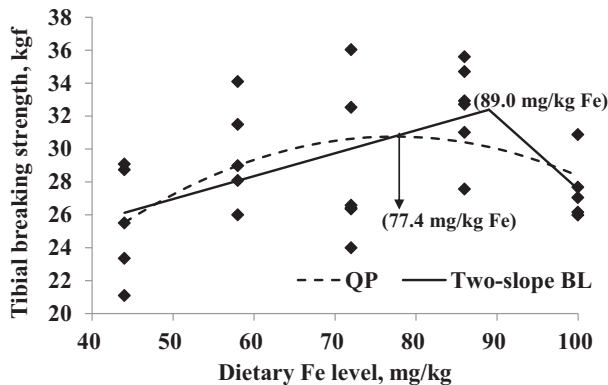 38
36
34
32
30
28
26
24
22
20
Tibial breaking strength, kgf
(89.0 mg/kg Fe)
(77.4 mg/kg Fe)
QP
Two-slope BL
40 50 60 70 80 90 100
Dietary Fe level, mg/kg